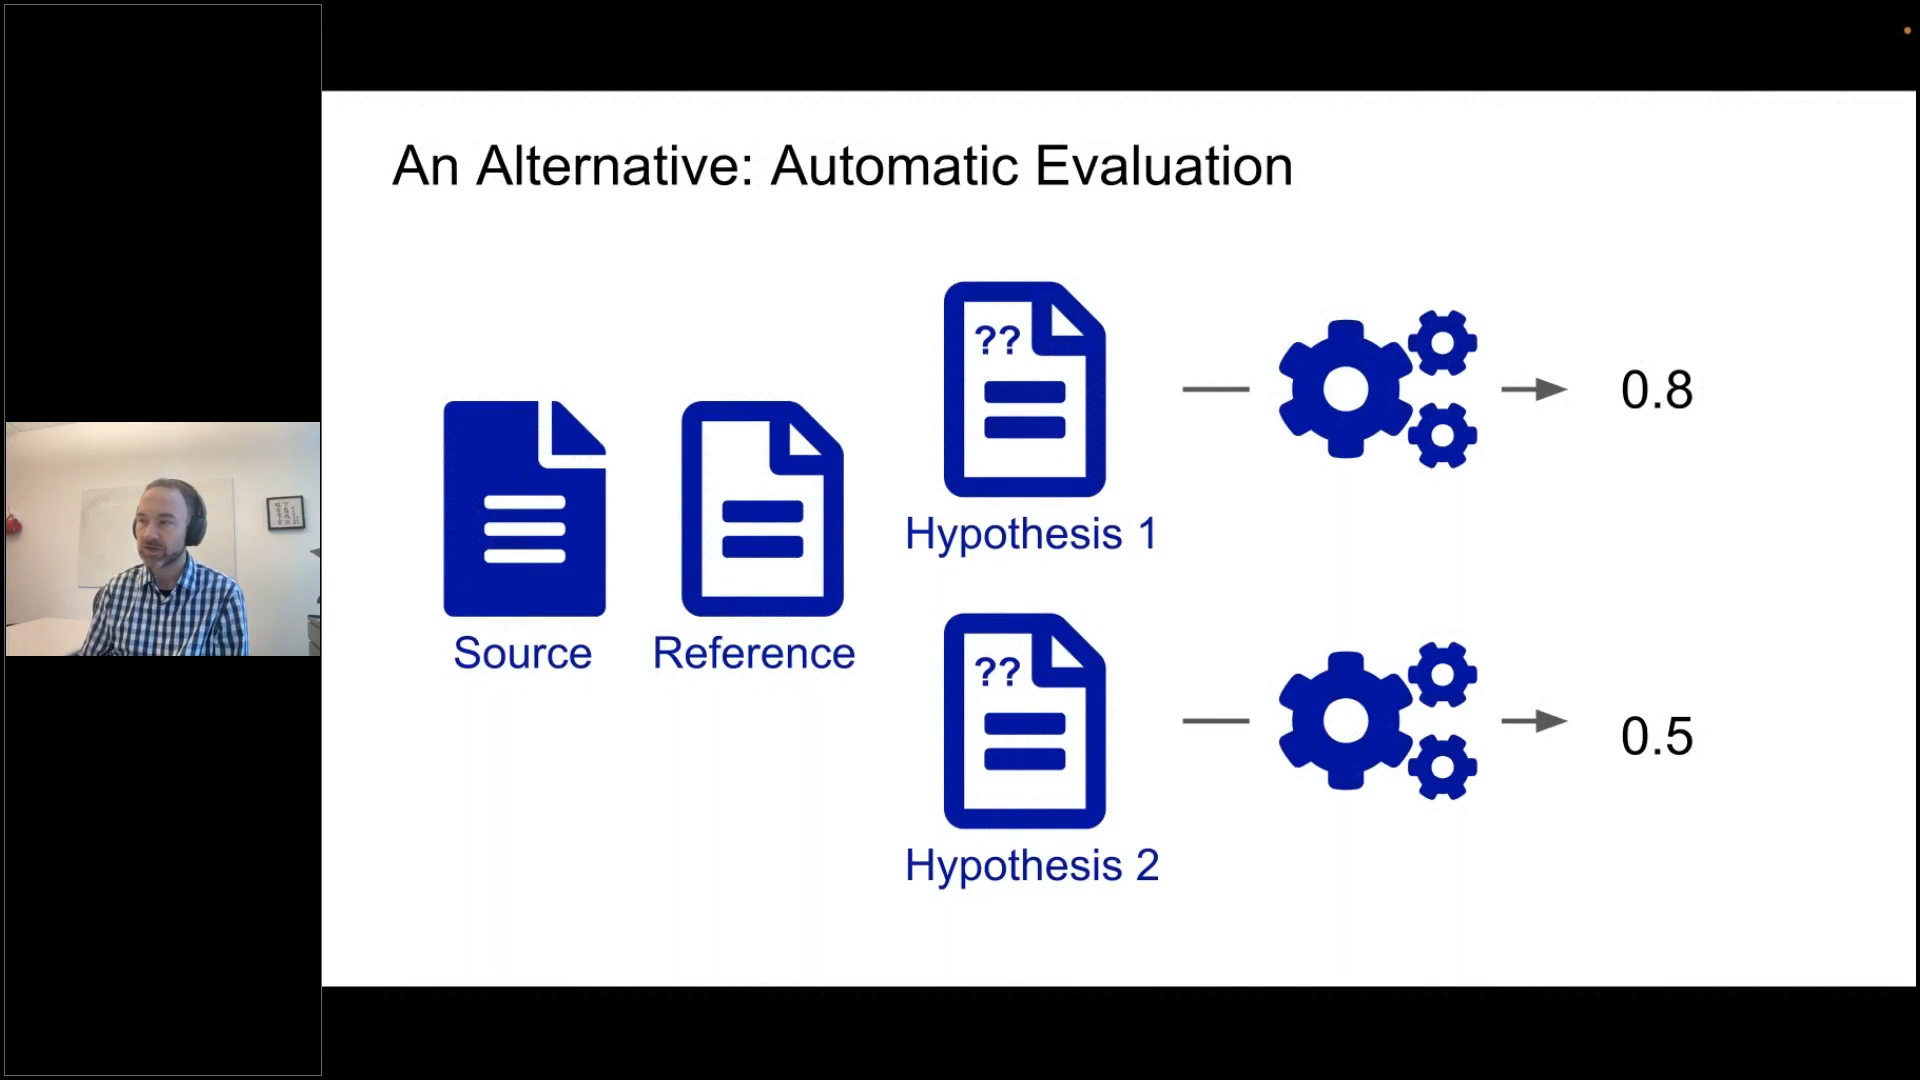 An Alternative: Automatic Evaluation
??
Hypothesis 1
0.8
Source
Reference
??
Hypothesis 2
0.5